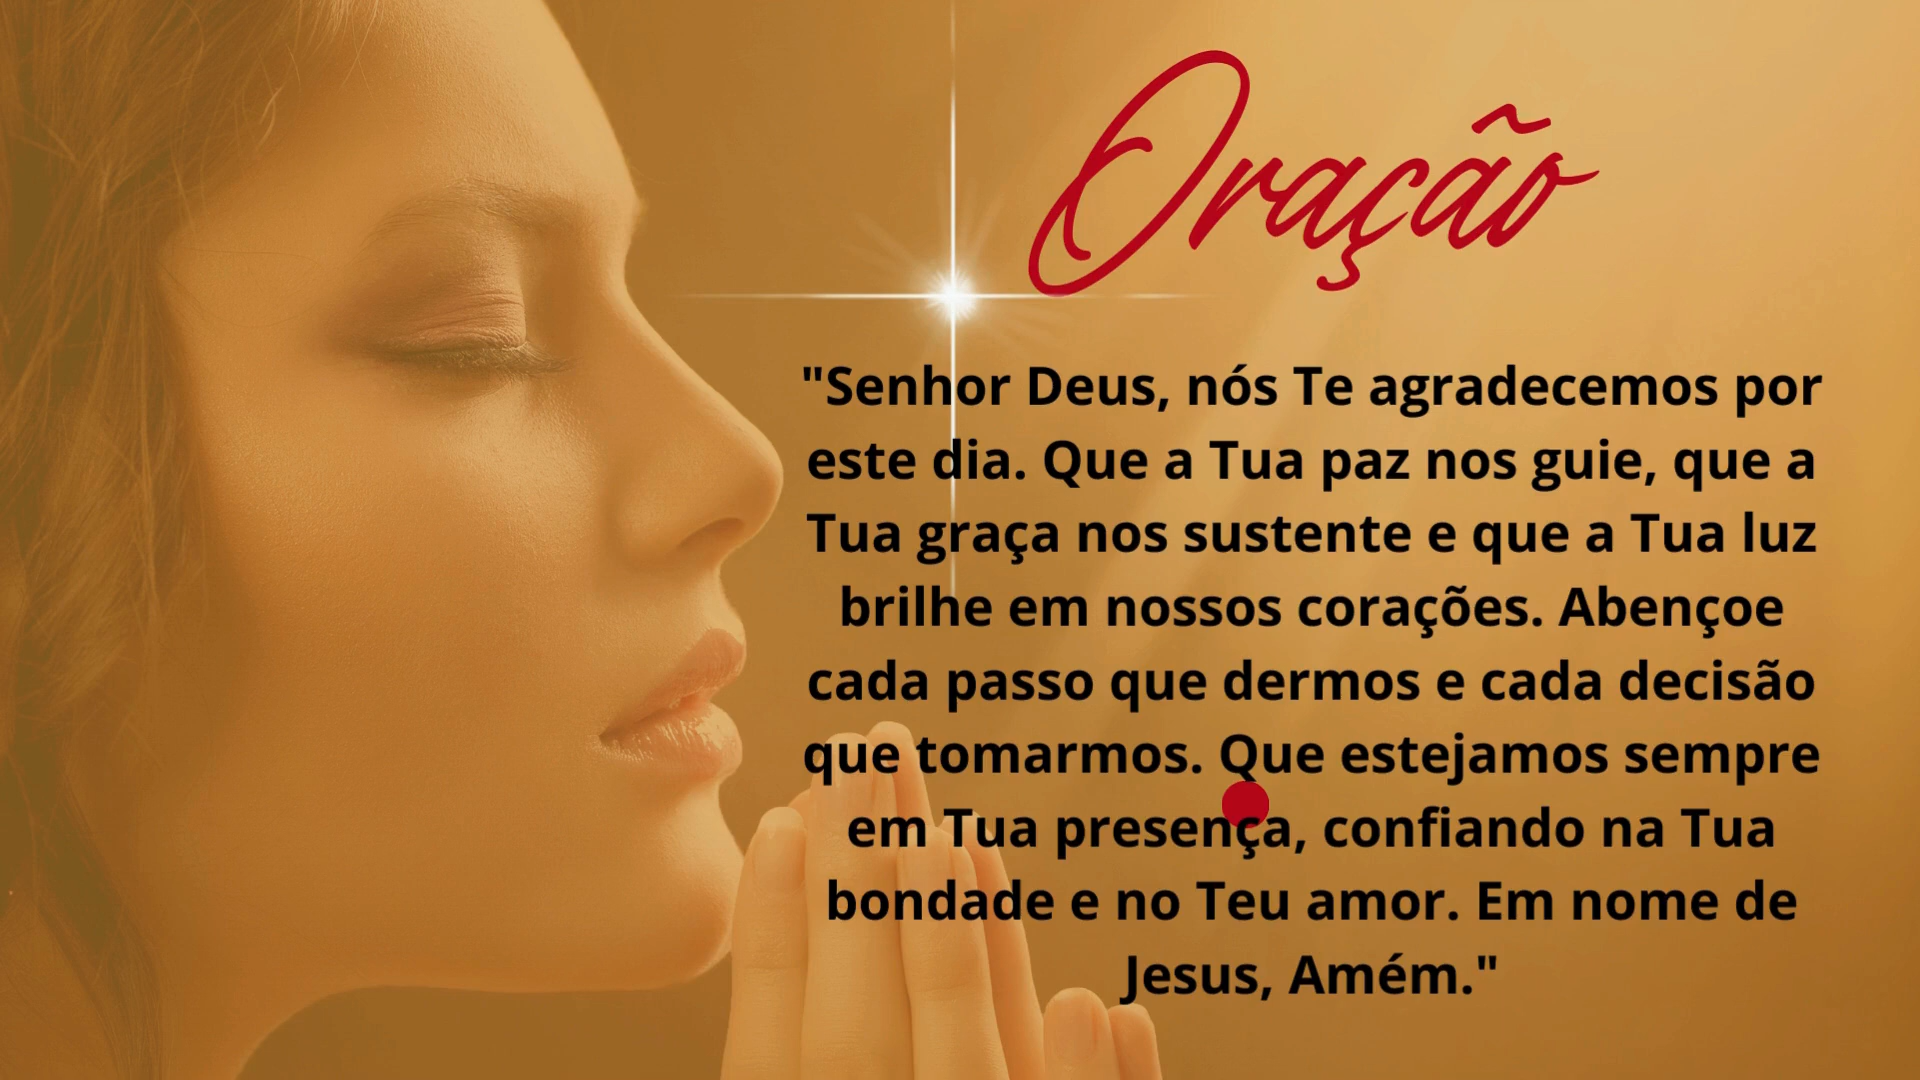 Oração
"Senhor Deus, nós Te agradecemos por
este dia. Que a Tua paz nos guie, que a
Tua graça nos sustente e que a Tua luz
brilhe em nossos corações. Abençoe
cada passo que dermos e cada decisão
que tomarmos. Que estejamos sempre
em Tua presença, confiando na Tua
bondade e no Teu amor. Em nome de
Jesus, Amém."